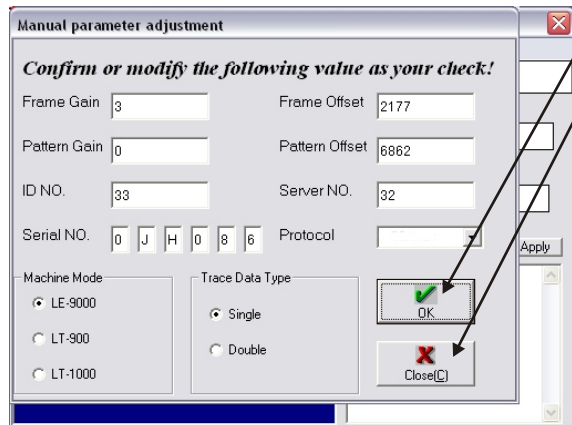 Manual parameter adjustment
Confirm or modify the following value as your check!
Frame Gain 3 Frame Offset 2177
Pattern Gain 0 Pattern Offset 6862
ID NO. 33 Server NO. 32
Serial NO. 0 J H 0 8 6 Protocol
Apply
Machine Mode Trace Data Type
LE-9000 Single OK
LT-900 Double
LT-1000 Close(C)